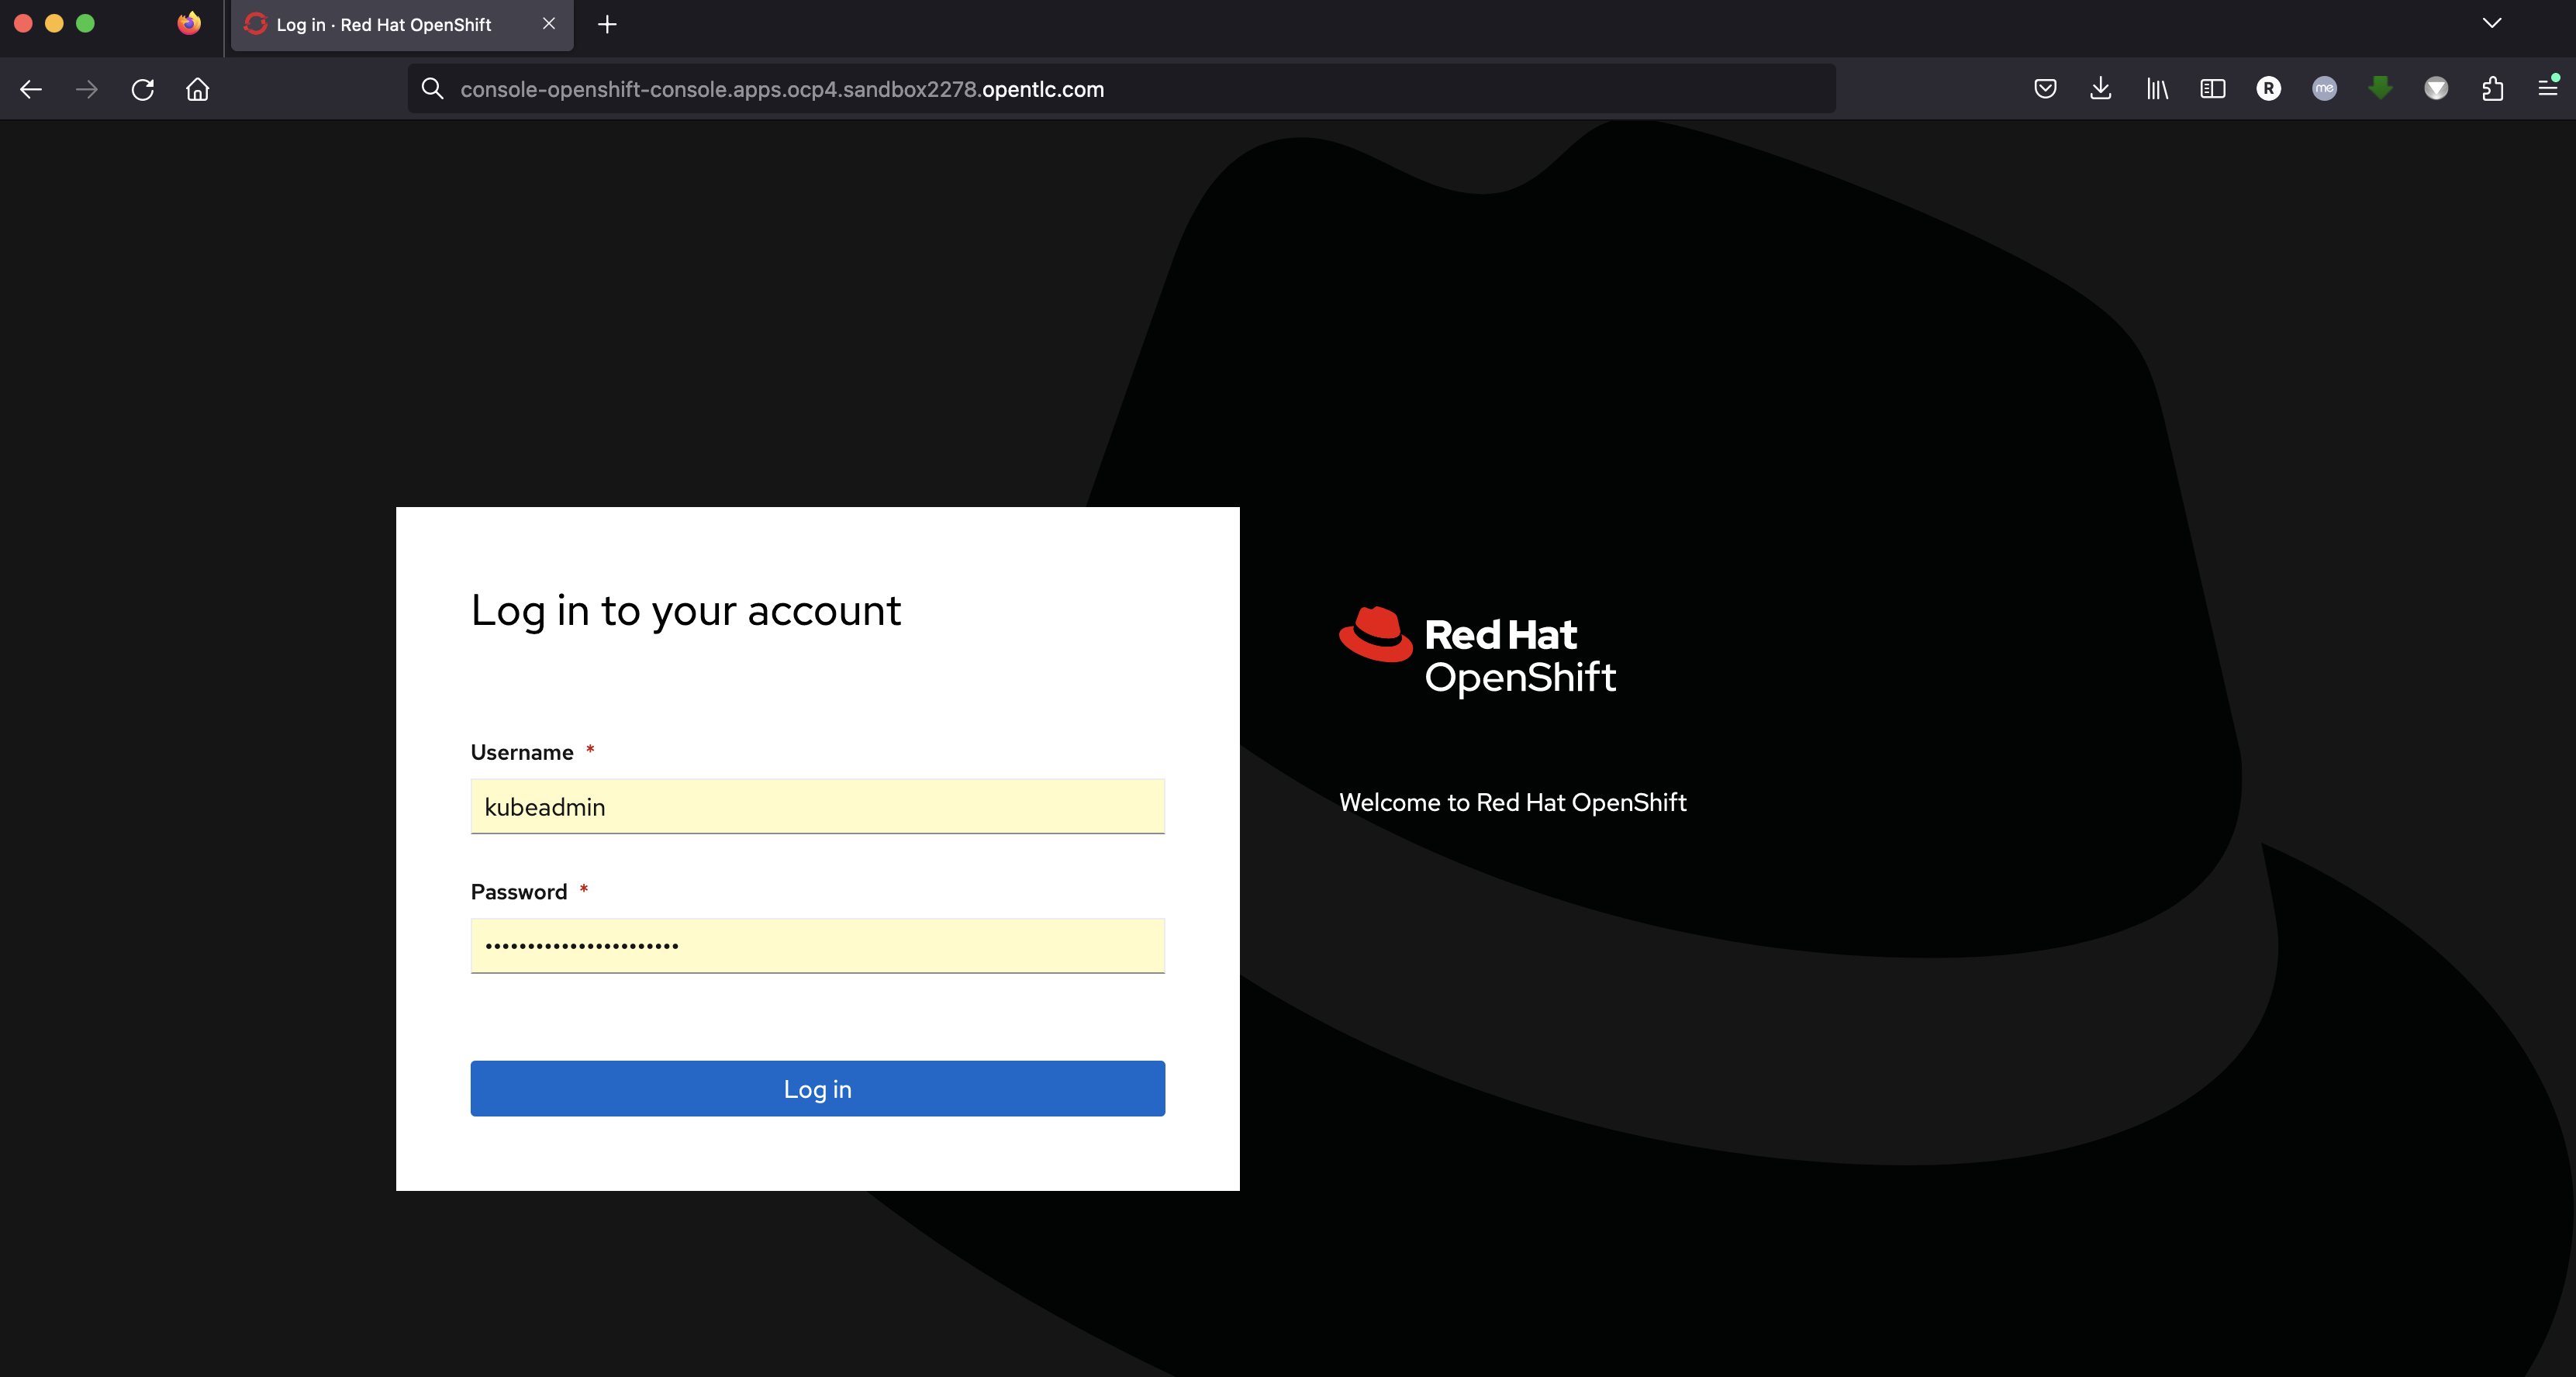 Log in · Red Hat OpenShift
console-openshift-console.apps.ocp4.sandbox2278.opentlc.com
R
me
Log in to your account
Username *
kubeadmin
Password *
•••••••••••••••••••••••
Log in
Red Hat
OpenShift
Welcome to Red Hat OpenShift